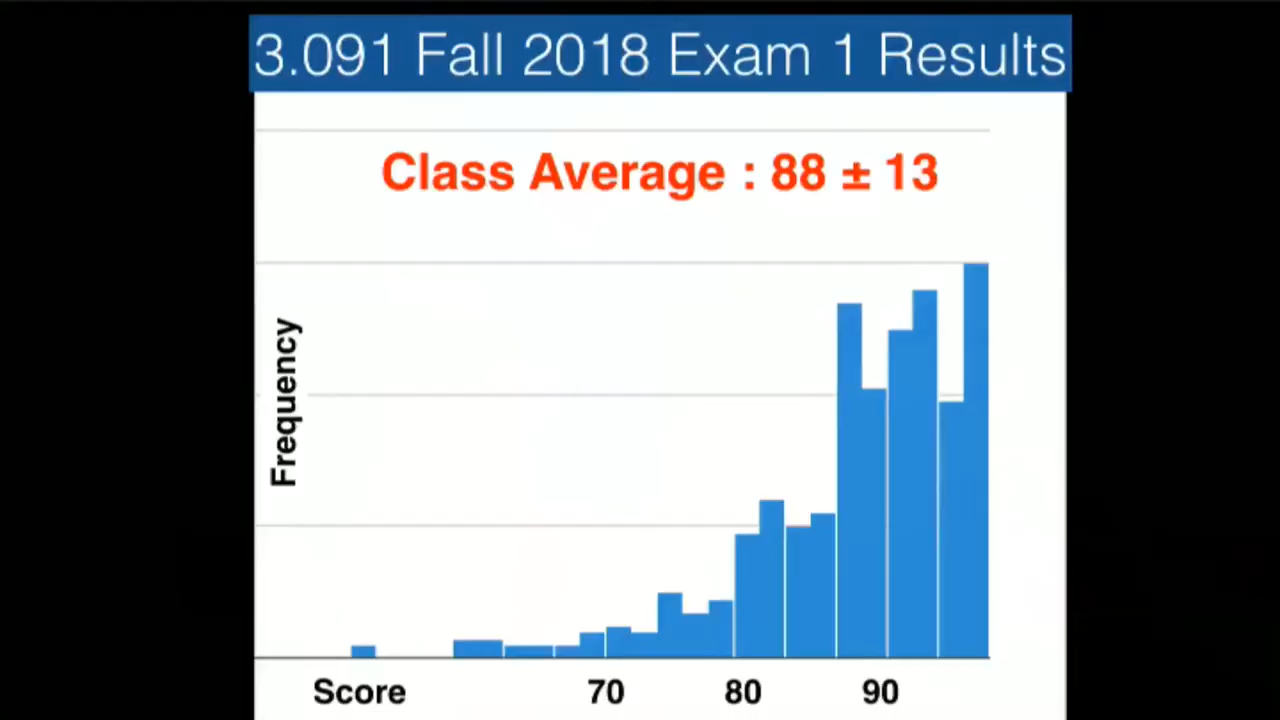 3.091 Fall 2018 Exam 1 Results
Class Average : 88 ± 13
Frequency
Score 70 80 90